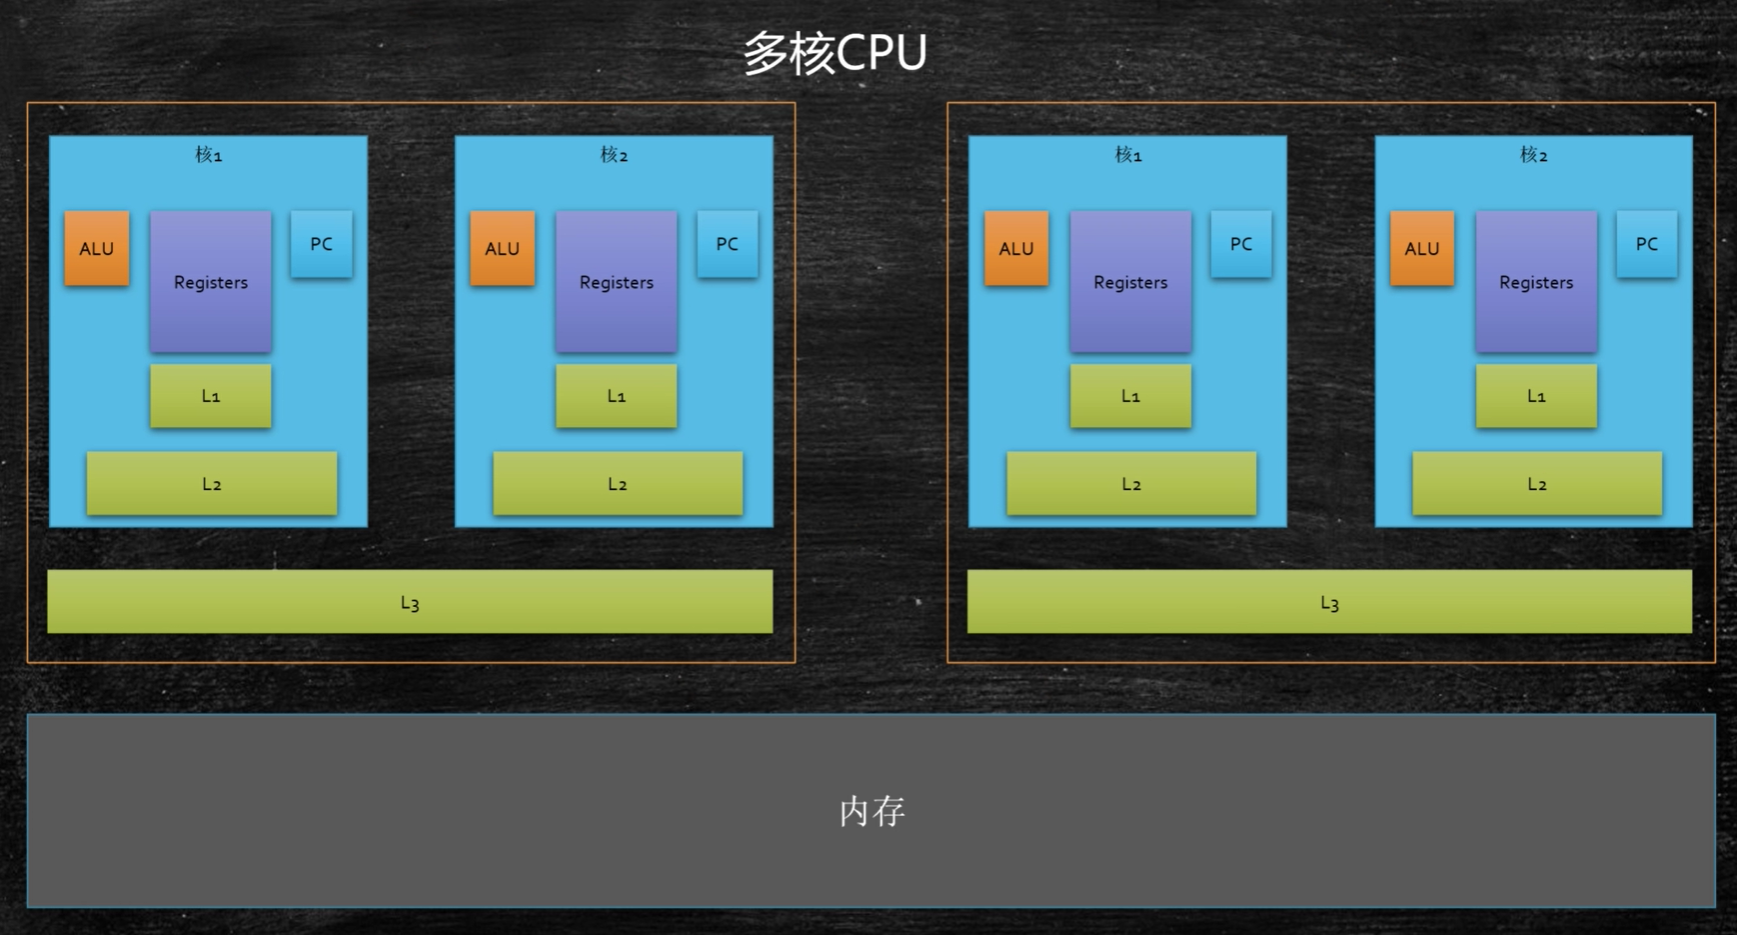 多核CPU
核1
核2
核1
核2
ALU
Registers
PC
ALU
Registers
PC
ALU
Registers
PC
ALU
Registers
PC
L1
L1
L1
L1
L2
L2
L2
L2
L3
L3
内存